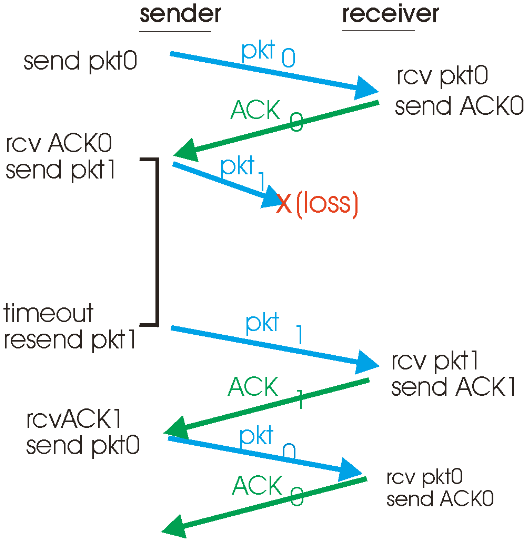 sender
receiver
send pkt0
pkt 0
rcv pkt0
send ACK0
ACK 0
rcv ACK0
send pkt1
pkt 1
X (loss)
timeout
resend pkt1
pkt 1
rcv pkt1
send ACK1
ACK 1
rcvACK1
send pkt0
pkt 0
rcv pkt0
send ACK0
ACK 0